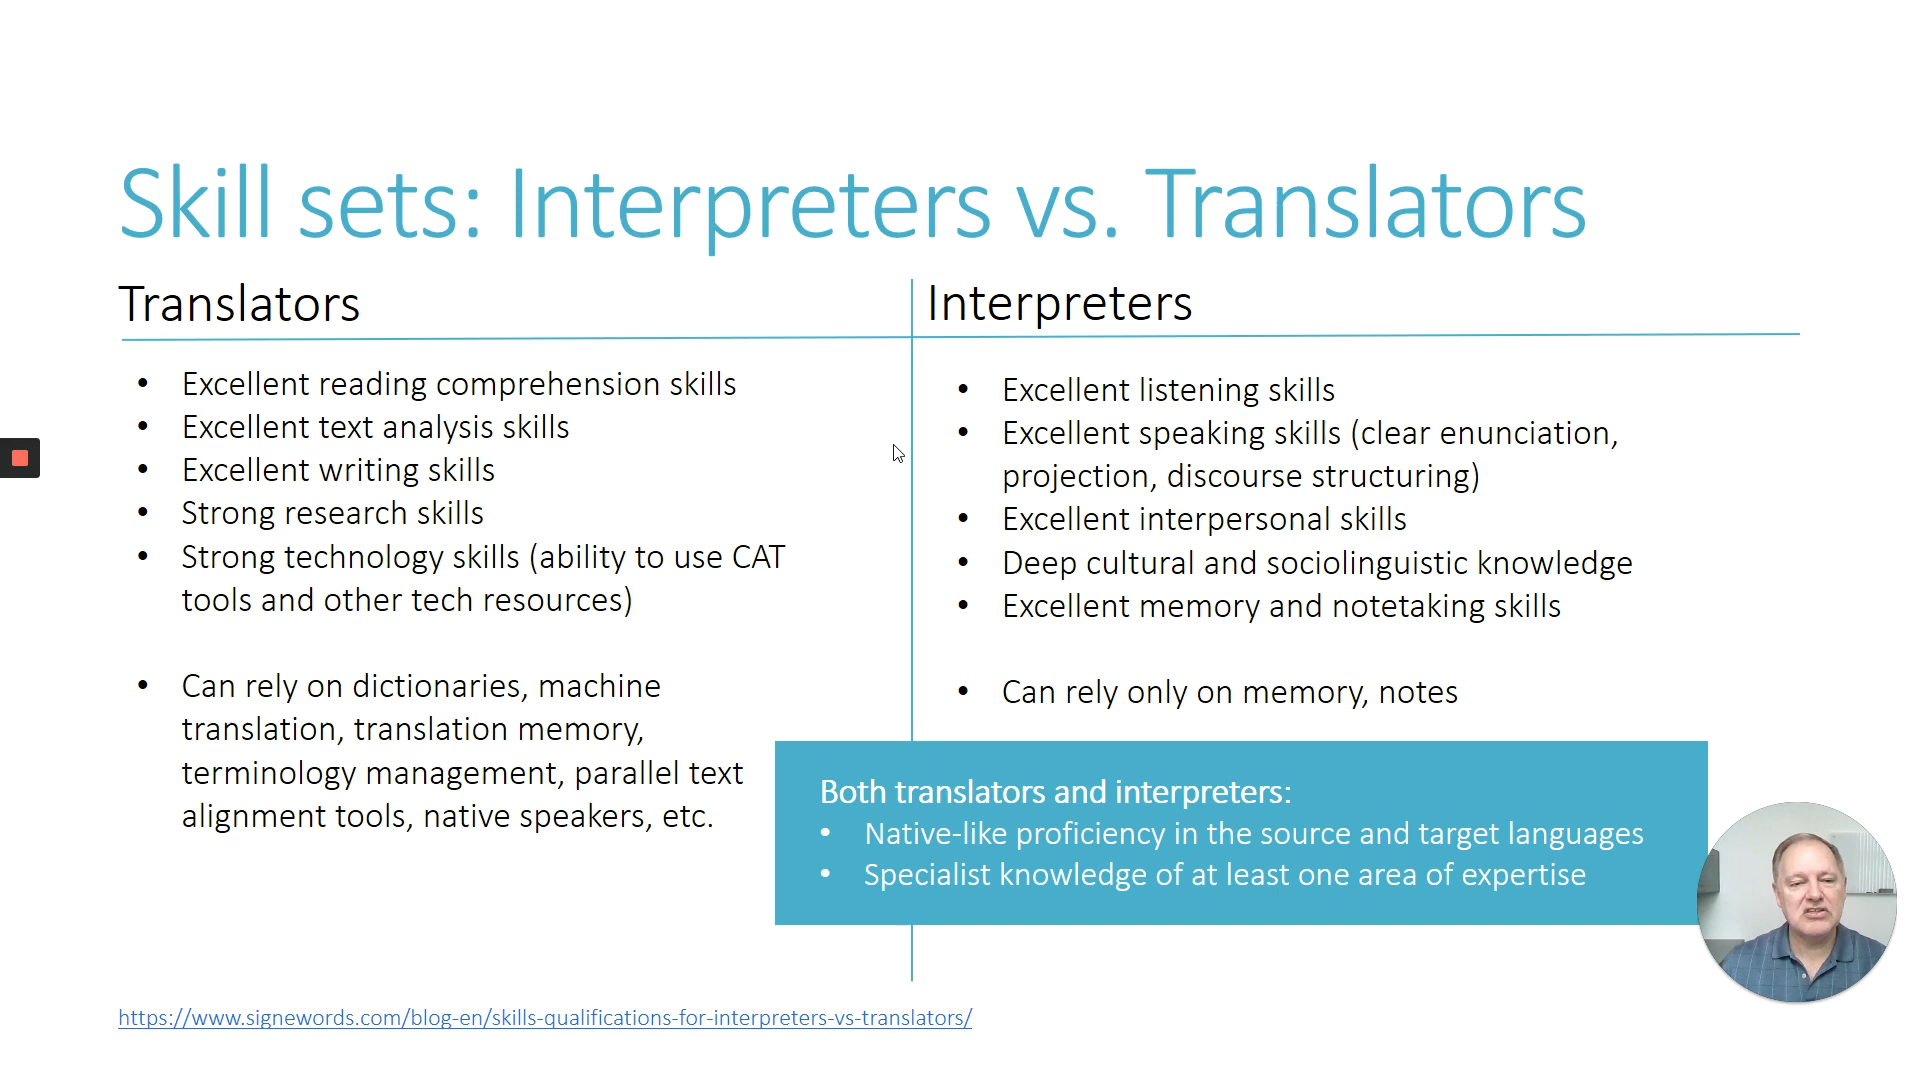 Skill sets: Interpreters vs. Translators
Translators
• Excellent reading comprehension skills
• Excellent text analysis skills
• Excellent writing skills
• Strong research skills
• Strong technology skills (ability to use CAT
tools and other tech resources)
• Can rely on dictionaries, machine
translation, translation memory,
terminology management, parallel text
alignment tools, native speakers, etc.
Interpreters
• Excellent listening skills
• Excellent speaking skills (clear enunciation,
projection, discourse structuring)
• Excellent interpersonal skills
• Deep cultural and sociolinguistic knowledge
• Excellent memory and notetaking skills
• Can rely only on memory, notes
Both translators and interpreters:
• Native-like proficiency in the source and target languages
• Specialist knowledge of at least one area of expertise
https://www.signewords.com/blog-en/skills-qualifications-for-interpreters-vs-translators/